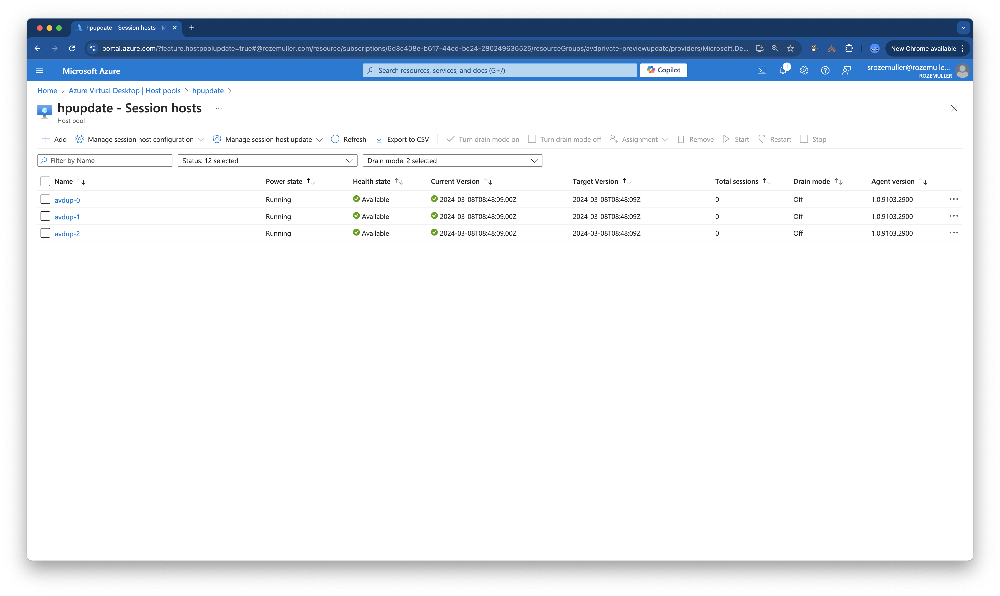 hpupdate - Session hosts - M
portal.azure.com/?feature.hostpoolupdate=true#@rozemuller.com/resource/subscriptions/6d3c408e-b617-44ed-bc24-280249636525/resourceGroups/avdprivate-previewupdate/providers/Microsoft.De... SVG New Chrome available
Microsoft Azure Search resources, services, and docs (G+/) Copilot 1 srozemuller@rozemulle...
ROZEMULLER
Home > Azure Virtual Desktop | Host pools > hpupdate >
hpupdate - Session hosts ...
Host pool
Add Manage session host configuration Manage session host update Refresh Export to CSV Turn drain mode on Turn drain mode off Assignment Remove Start Restart Stop
Filter by Name Status: 12 selected Drain mode: 2 selected
Name Power state Health state Current Version Target Version Total sessions Drain mode Agent version
avdup-0 Running Available 2024-03-08T08:48:09.00Z 2024-03-08T08:48:09Z 0 Off 1.0.9103.2900
avdup-1 Running Available 2024-03-08T08:48:09.00Z 2024-03-08T08:48:09Z 0 Off 1.0.9103.2900
avdup-2 Running Available 2024-03-08T08:48:09.00Z 2024-03-08T08:48:09Z 0 Off 1.0.9103.2900